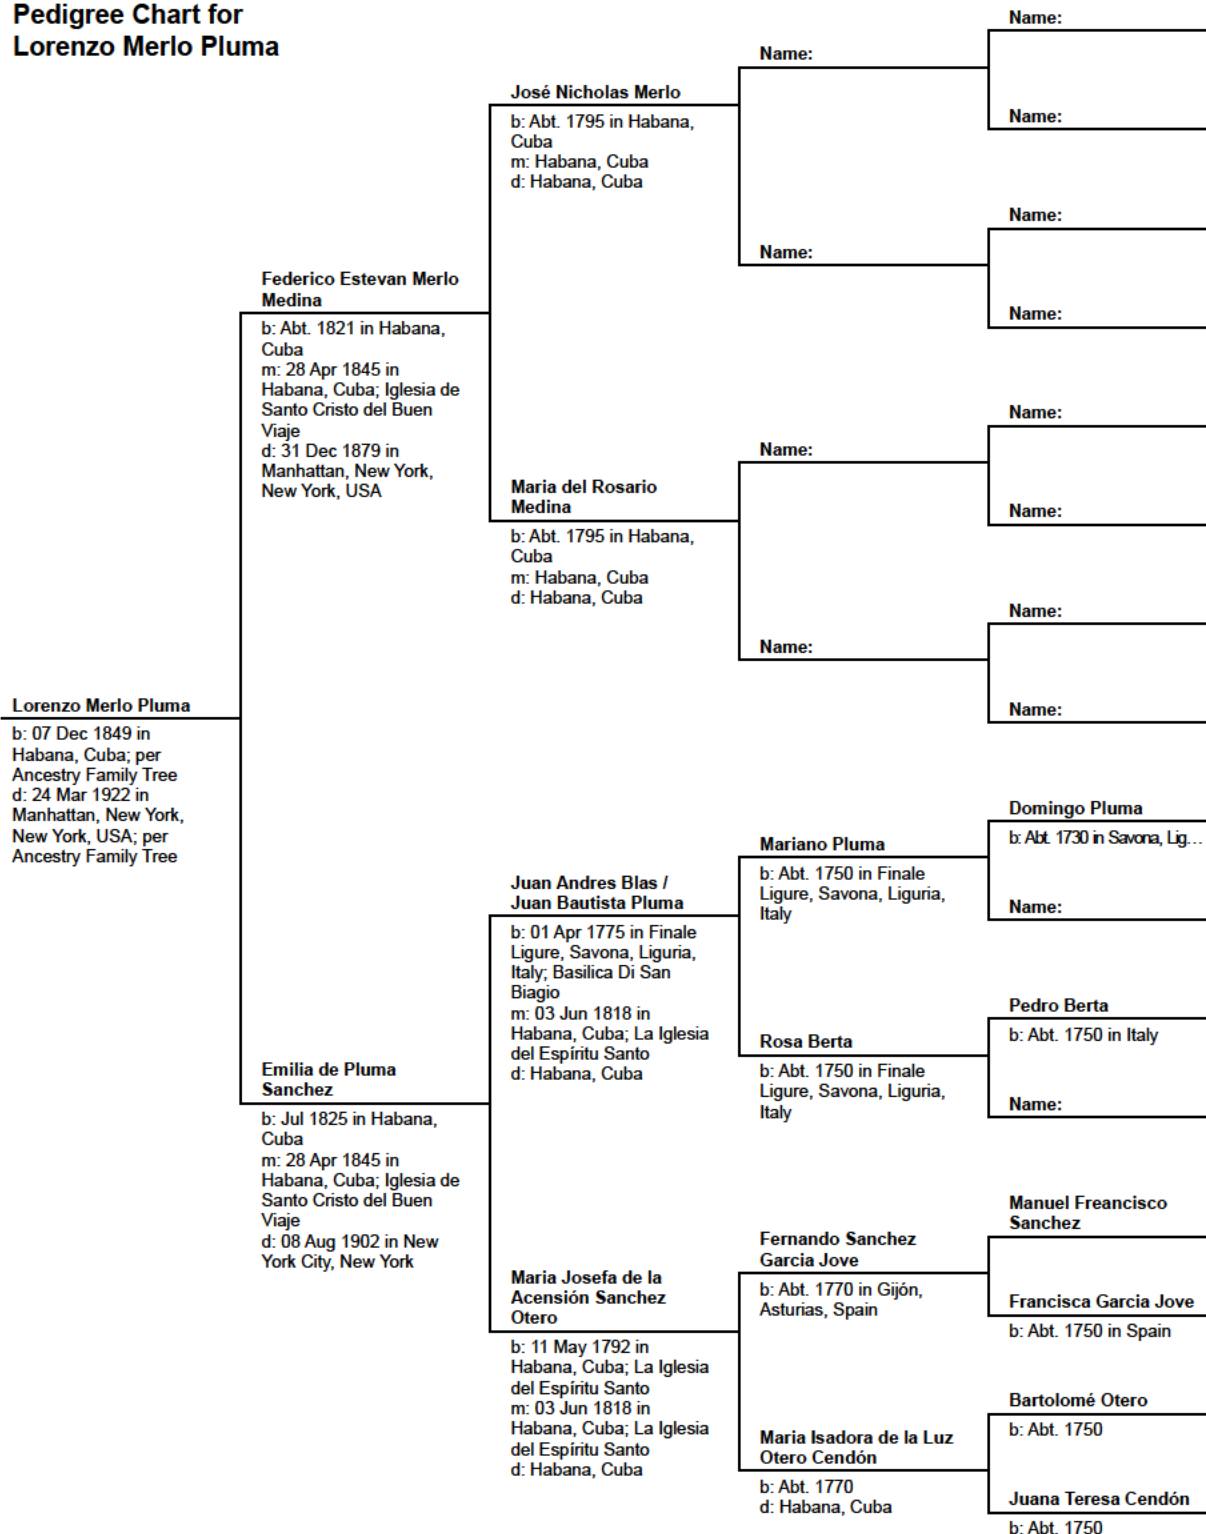 Pedigree Chart for
Lorenzo Merlo Pluma
Name:
Name:
José Nicholas Merlo
b: Abt. 1795 in Habana,
Cuba
m: Habana, Cuba
d: Habana, Cuba
Name:
Name:
Name:
Name:
Federico Estevan Merlo
Medina
b: Abt. 1821 in Habana,
Cuba
m: 28 Apr 1845 in
Habana, Cuba; Iglesia de
Santo Cristo del Buen
Viaje
d: 31 Dec 1879 in
Manhattan, New York,
New York, USA
Name:
Name:
Name:
Maria del Rosario
Medina
b: Abt. 1795 in Habana,
Cuba
m: Habana, Cuba
d: Habana, Cuba
Name:
Name:
Name:
Lorenzo Merlo Pluma
b: 07 Dec 1849 in
Habana, Cuba; per
Ancestry Family Tree
d: 24 Mar 1922 in
Manhattan, New York,
New York, USA; per
Ancestry Family Tree
Domingo Pluma
b: Abt. 1730 in Savona, Lig...
Mariano Pluma
b: Abt. 1750 in Finale
Ligure, Savona, Liguria,
Italy
Name:
Juan Andres Blas /
Juan Bautista Pluma
b: 01 Apr 1775 in Finale
Ligure, Savona, Liguria,
Italy; Basilica Di San
Biagio
m: 03 Jun 1818 in
Habana, Cuba; La Iglesia
del Espíritu Santo
d: Habana, Cuba
Pedro Berta
b: Abt. 1750 in Italy
Rosa Berta
b: Abt. 1750 in Finale
Ligure, Savona, Liguria,
Italy
Name:
Emilia de Pluma
Sanchez
b: Jul 1825 in Habana,
Cuba
m: 28 Apr 1845 in
Habana, Cuba; Iglesia de
Santo Cristo del Buen
Viaje
d: 08 Aug 1902 in New
York City, New York
Manuel Freancisco
Sanchez
Fernando Sanchez
Garcia Jove
b: Abt. 1770 in Gijón,
Asturias, Spain
Francisca Garcia Jove
b: Abt. 1750 in Spain
Maria Josefa de la
Acensión Sanchez
Otero
b: 11 May 1792 in
Habana, Cuba; La Iglesia
del Espíritu Santo
m: 03 Jun 1818 in
Habana, Cuba; La Iglesia
del Espíritu Santo
d: Habana, Cuba
Bartolomé Otero
b: Abt. 1750
Maria Isadora de la Luz
Otero Cendón
b: Abt. 1770
d: Habana, Cuba
Juana Teresa Cendón
b: Abt. 1750